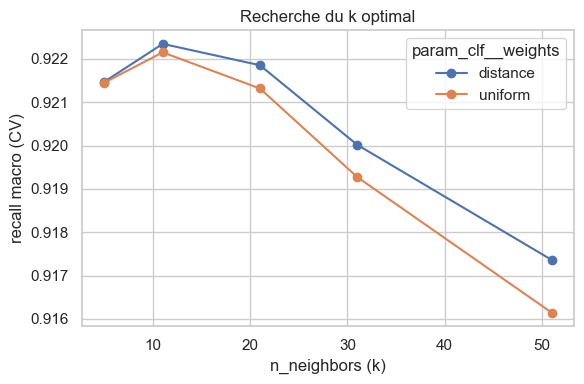 Recherche du k optimal
param_clf__weights
distance
uniform
recall macro (CV)
0.922
0.921
0.920
0.919
0.918
0.917
0.916
10 20 30 40 50
n_neighbors (k)